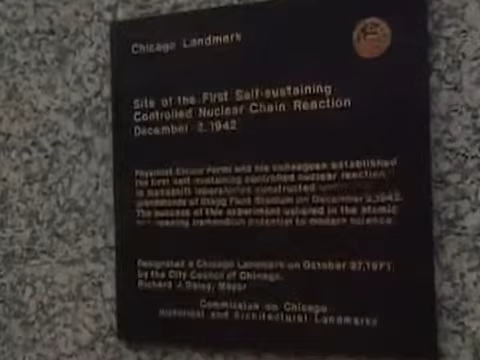 Chicago Landmark
Site of the First Self-sustaining
Controlled Nuclear Chain Reaction
December 2, 1942
Physicist Enrico Fermi and his colleagues established
the first self-sustaining controlled nuclear reaction
in makeshift laboratories constructed
grandstands of Stagg Field Stadium on December 2, 1942.
The success of this experiment ushered in the atomic
tremendous potential to modern science.
Designated a Chicago Landmark on October 27, 1971
by the City Council of Chicago.
Richard J. Daley, Mayor
Commission on Chicago
Historical and Architectural Landmarks